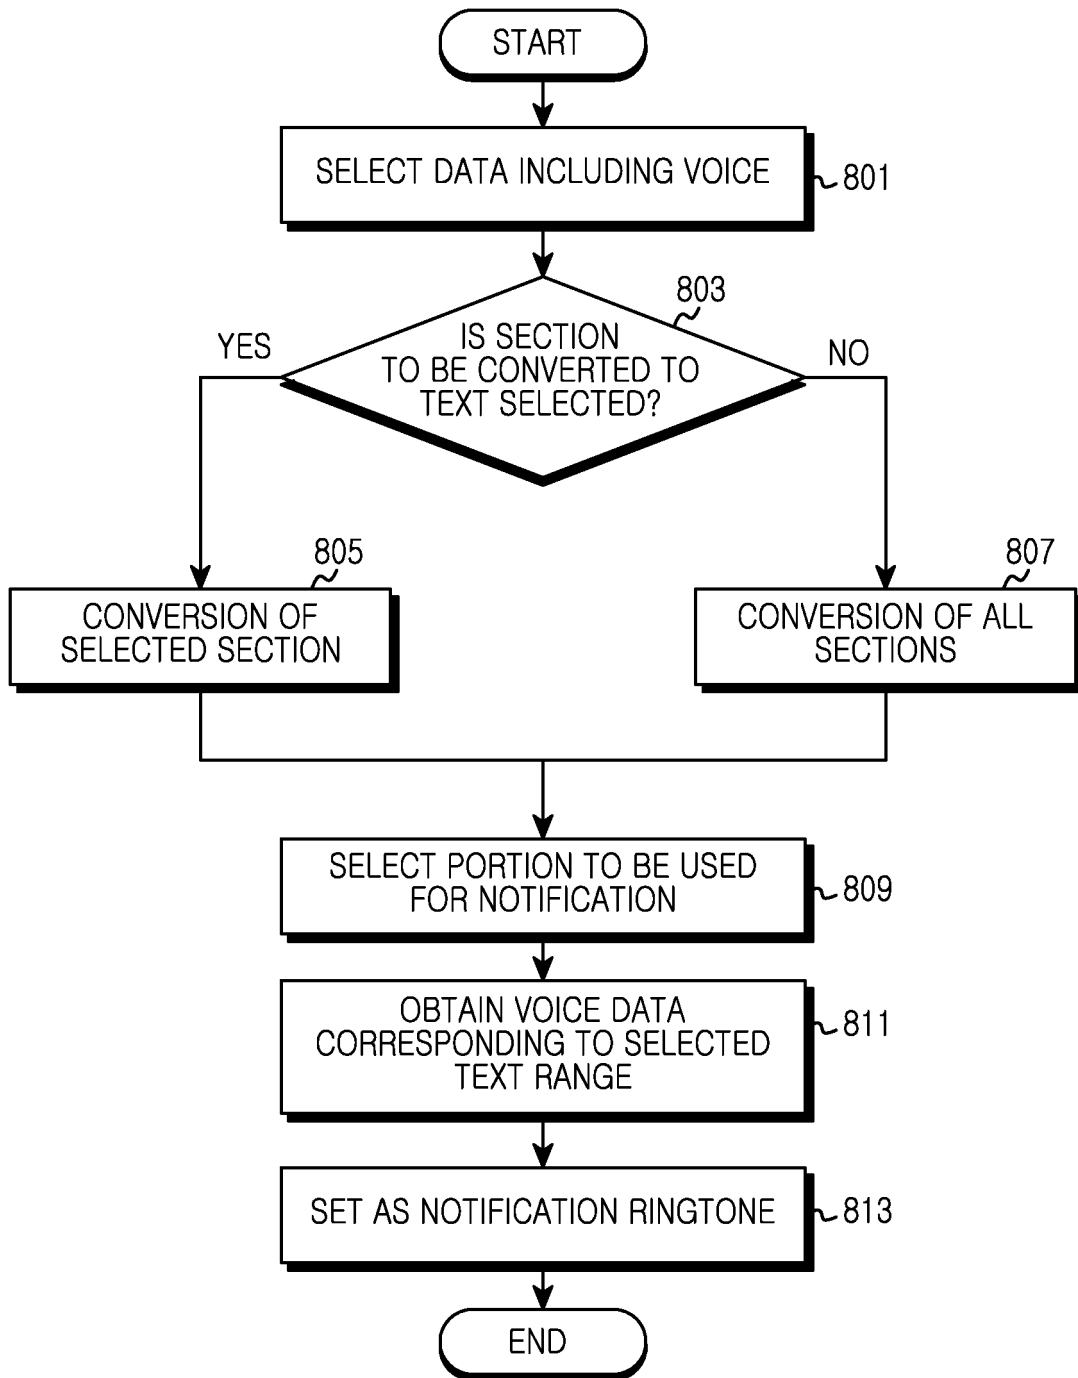 START
SELECT DATA INCLUDING VOICE
801
803
IS SECTION
TO BE CONVERTED TO
TEXT SELECTED?
YES
NO
805
CONVERSION OF
SELECTED SECTION
807
CONVERSION OF ALL
SECTIONS
SELECT PORTION TO BE USED
FOR NOTIFICATION
809
OBTAIN VOICE DATA
CORRESPONDING TO SELECTED
TEXT RANGE
811
SET AS NOTIFICATION RINGTONE
813
END